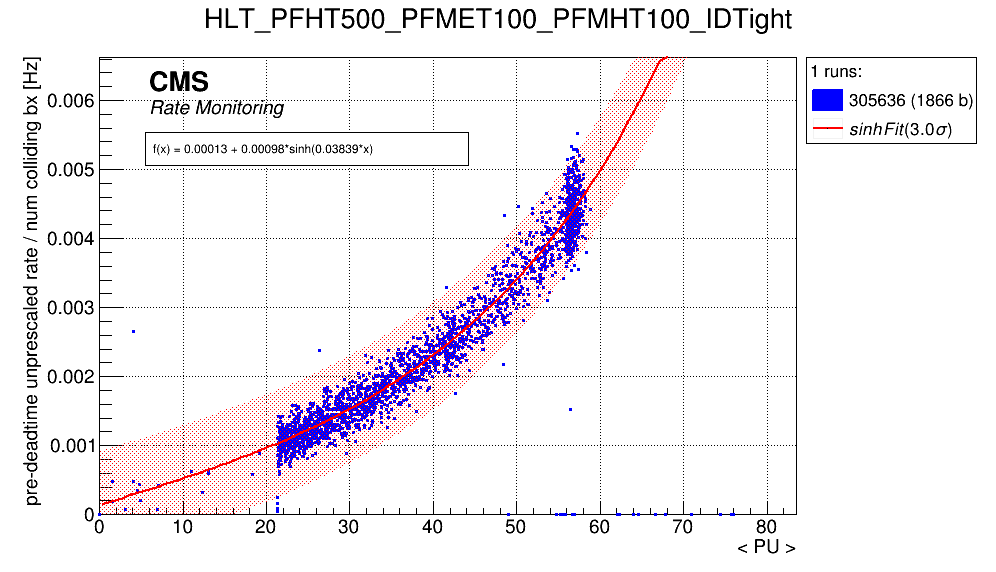 HLT_PFHT500_PFMET100_PFMHT100_IDTight
pre-deadtime unprescaled rate / num colliding bx [Hz]
CMS
Rate Monitoring
f(x) = 0.00013 + 0.00098*sinh(0.03839*x)
1 runs:
305636 (1866 b)
sinhFit(3.0σ)
0.006
0.005
0.004
0.003
0.002
0.001
0
0 10 20 30 40 50 60 70 80
< PU >